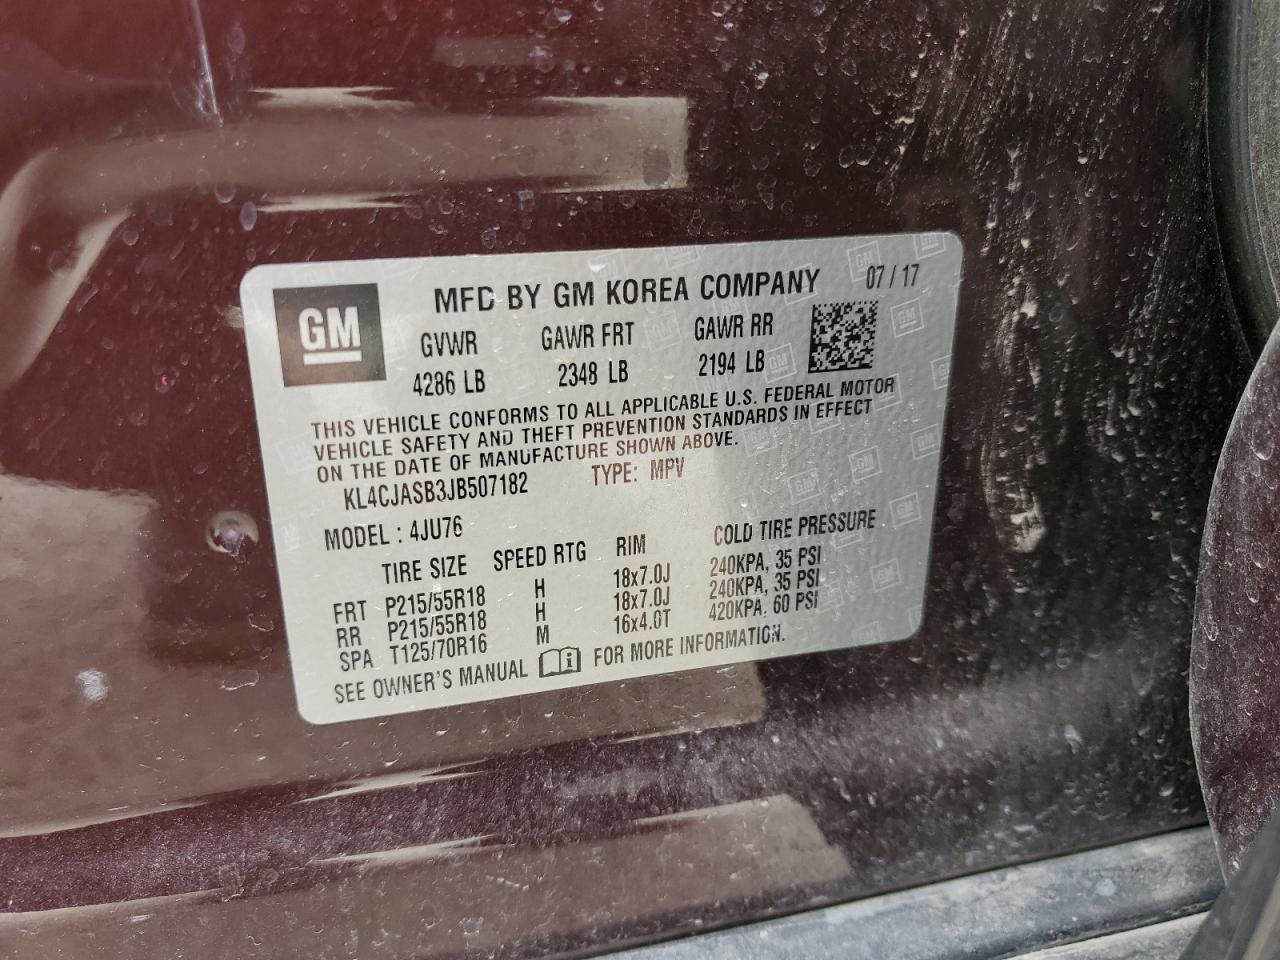 GM
MFD BY GM KOREA COMPANY 07 / 17
GVWR GAWR FRT GAWR RR
4286 LB 2348 LB 2194 LB
THIS VEHICLE CONFORMS TO ALL APPLICABLE U.S. FEDERAL MOTOR
VEHICLE SAFETY AND THEFT PREVENTION STANDARDS IN EFFECT
ON THE DATE OF MANUFACTURE SHOWN ABOVE.
KL4CJASB3JB507182 TYPE: MPV
MODEL : 4JU76
TIRE SIZE SPEED RTG RIM COLD TIRE PRESSURE
FRT P215/55R18 H 18x7.0J 240KPA, 35 PSI
RR P215/55R18 H 18x7.0J 240KPA, 35 PSI
SPA T125/70R16 M 16x4.0T 420KPA. 60 PSI
SEE OWNER'S MANUAL FOR MORE INFORMATION.